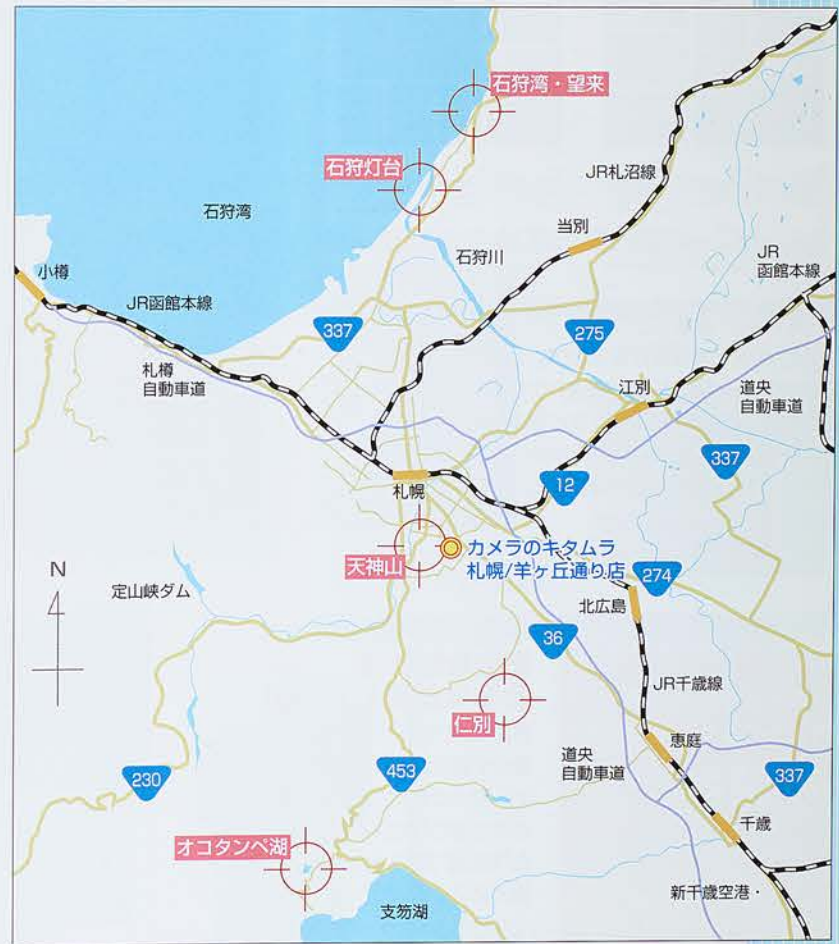 石狩湾・望来
石狩灯台
JR札沼線
石狩湾
当別
石狩川
JR
函館本線
小樽
JR函館本線
337
275
札樽
自動車道
江別
道央
自動車道
337
12
札幌
カメラのキタムラ
札幌/羊ヶ丘通り店
天神山
274
N
定山峡ダム
北広島
36
JR千歳線
仁別
恵庭
道央
自動車道
230
453
337
千歳
オコタンペ湖
新千歳空港・
支笏湖